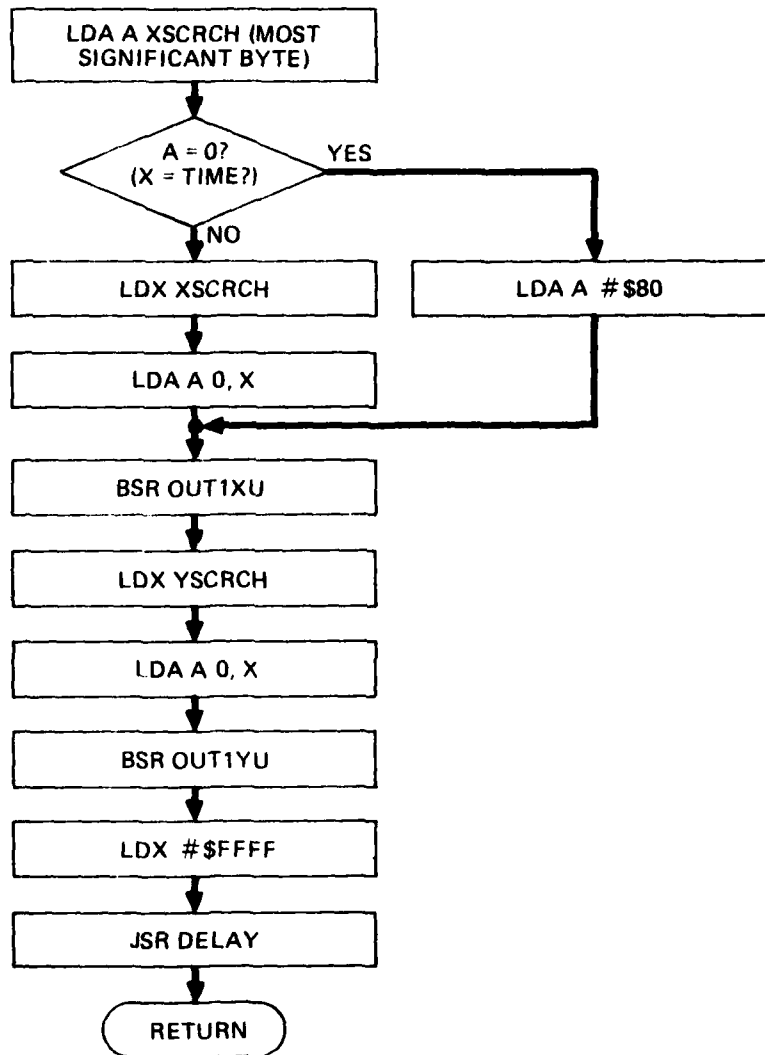 LDA A XSCRCH (MOST
SIGNIFICANT BYTE)
A = 0?
(X = TIME?)
YES
NO
LDX XSCRCH
LDA A #$80
LDA A 0, X
BSR OUT1XU
LDX YSCRCH
LDA A 0, X
BSR OUT1YU
LDX #$FFFF
JSR DELAY
RETURN